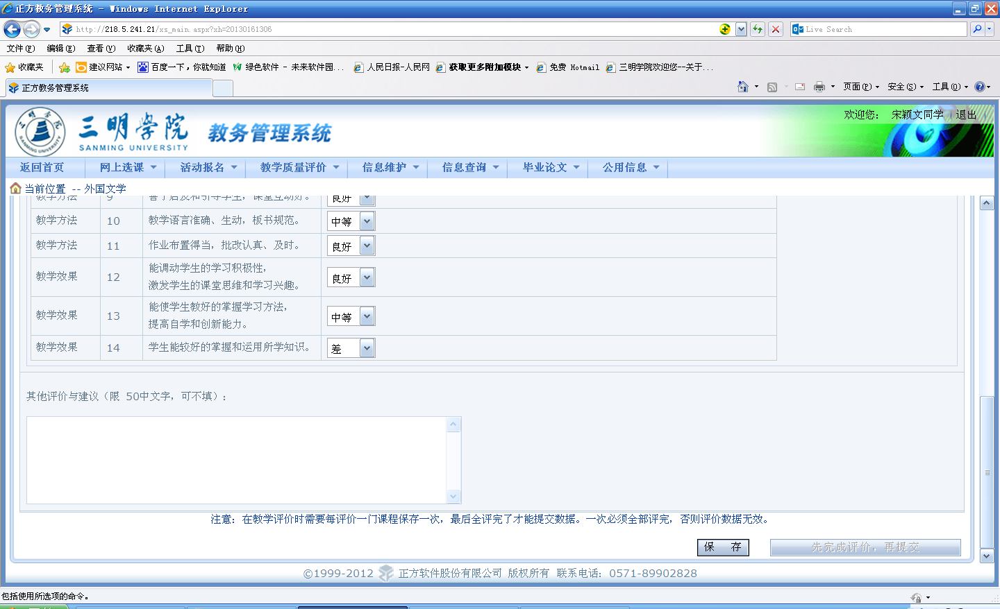 正方教务管理系统 - Windows Internet Explorer
http://218.5.241.21/xs_main.aspx?xh=20130161306
Live Search
文件(F) 编辑(E) 查看(V) 收藏夹(A) 工具(T) 帮助(H)
收藏夹 建议网站 百度一下，你就知道 绿色软件 - 未来软件园... 人民日报-人民网 获取更多附加模块 免费 Hotmail 三明学院欢迎您--关于...
正方教务管理系统
页面(P) 安全(S) 工具(O)
三明学院 SANMING UNIVERSITY 教务管理系统
欢迎您： 宋颖文同学 退出
返回首页 网上选课 活动报名 教学质量评价 信息维护 信息查询 毕业论文 公用信息
当前位置 -- 外国文学
教学方法 9 善于启发和引导学生，课堂互动好。 良好
教学方法 10 教学语言准确、生动，板书规范。 中等
教学方法 11 作业布置得当，批改认真、及时。 良好
教学效果 12 能调动学生的学习积极性，
激发学生的课堂思维和学习兴趣。 良好
教学效果 13 能使学生教好的掌握学习方法，
提高自学和创新能力。 中等
教学效果 14 学生能较好的掌握和运用所学知识。 差
其他评价与建议（限 50中文字，可不填）：
注意：在教学评价时需要每评价一门课程保存一次，最后全评完了才能提交数据。一次必须全部评完，否则评价数据无效。
保 存 先完成评价，再提交
©1999-2012 正方软件股份有限公司 版权所有 联系电话：0571-89902828
包括使用所选项的命令。